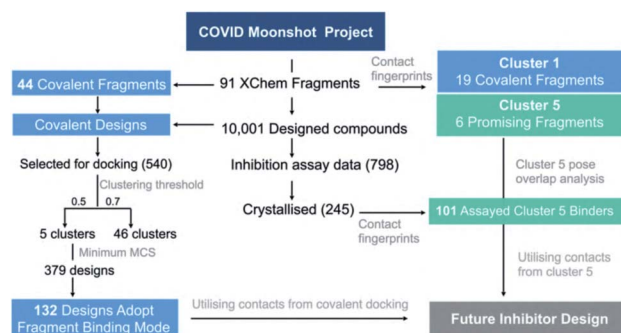 COVID Moonshot Project
44 Covalent Fragments
91 XChem Fragments
Contact
fingerprints
Cluster 1
19 Covalent Fragments
Cluster 5
6 Promising Fragments
Covalent Designs
10,001 Designed compounds
Selected for docking (540)
Inhibition assay data (798)
Clustering threshold
0.5
0.7
Cluster 5 pose
overlap analysis
Crystallised (245)
Contact
fingerprints
101 Assayed Cluster 5 Binders
5 clusters
46 clusters
Minimum MCS
379 designs
Utilising contacts
from cluster 5
132 Designs Adopt
Fragment Binding Mode
Utilising contacts from covalent docking
Future Inhibitor Design